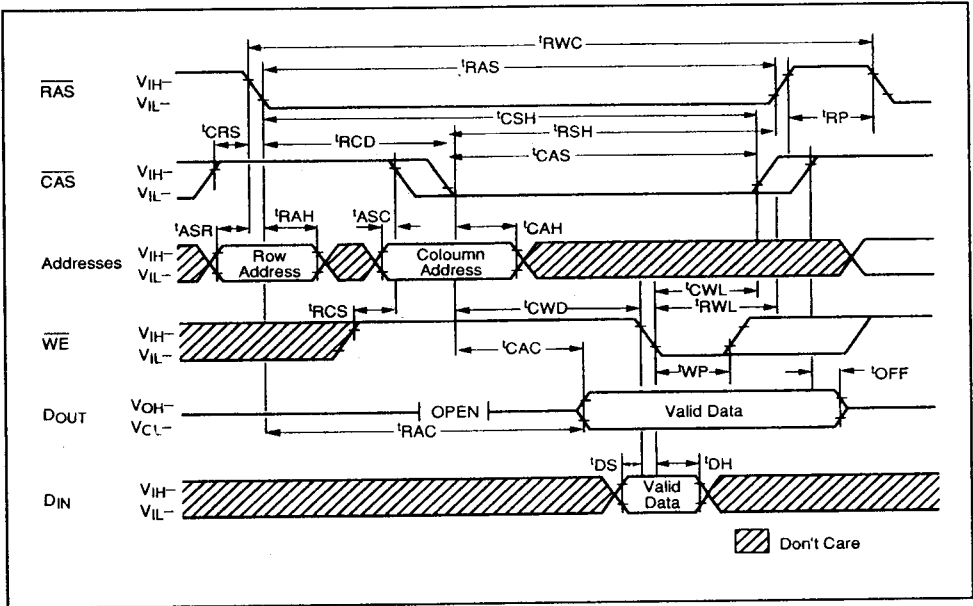 tRWC
tRAS
RAS
VIH–
VIL–
tCSH
tRP
tCRS
tRCD
tRSH
tCAS
CAS
VIH–
VIL–
tASR
tRAH
tASC
tCAH
Addresses
VIH–
VIL–
Row
Address
Coloumn
Address
tCWL
tRCS
tCWD
tRWL
WE
VIH–
VIL–
tCAC
tWP
tOFF
DOUT
VOH–
VCL–
OPEN
Valid Data
tRAC
tDS
tDH
DIN
VIH–
VIL–
Valid
Data
Don't Care